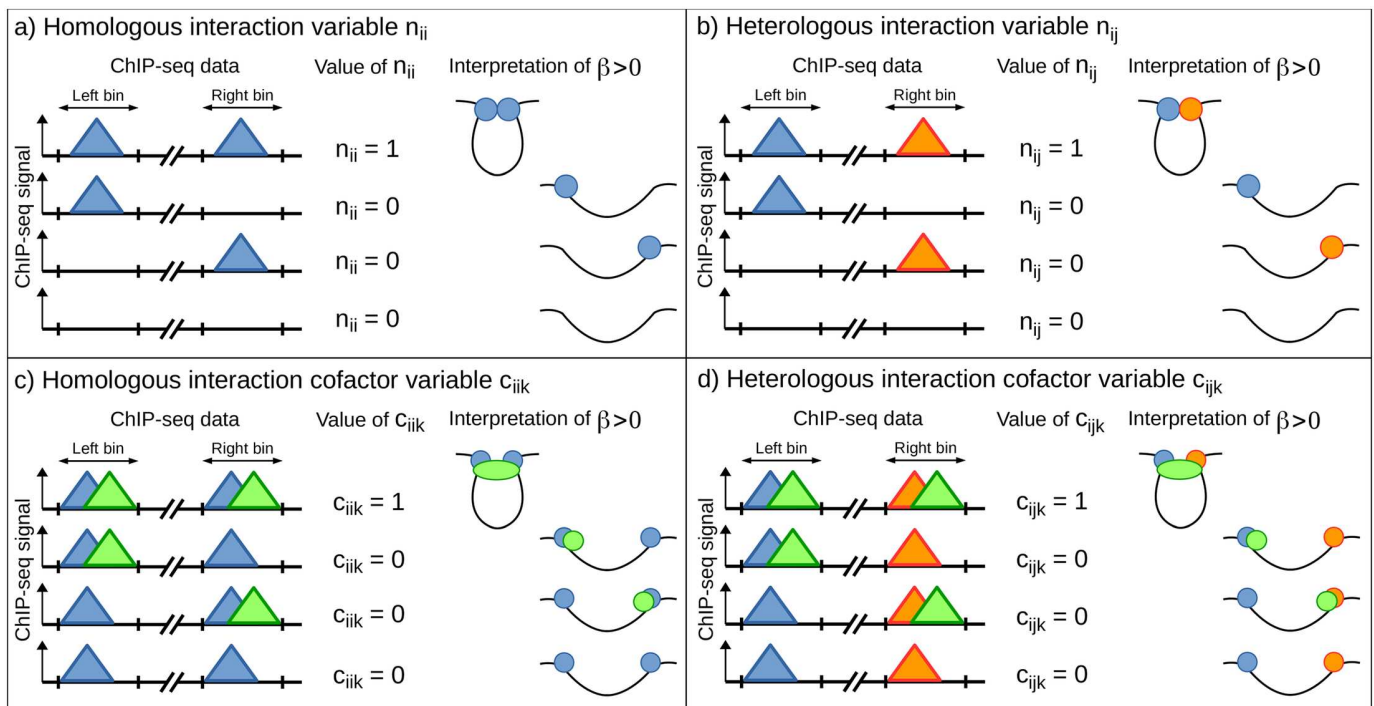 a) Homologous interaction variable nii
ChIP-seq data Value of nii Interpretation of β>0
Left bin Right bin
ChIP-seq signal
nii = 1
nii = 0
nii = 0
nii = 0
b) Heterologous interaction variable nij
ChIP-seq data Value of nij Interpretation of β>0
Left bin Right bin
ChIP-seq signal
nij = 1
nij = 0
nij = 0
nij = 0
c) Homologous interaction cofactor variable ciik
ChIP-seq data Value of ciik Interpretation of β>0
Left bin Right bin
ChIP-seq signal
ciik = 1
ciik = 0
ciik = 0
ciik = 0
d) Heterologous interaction cofactor variable cijk
ChIP-seq data Value of cijk Interpretation of β>0
Left bin Right bin
ChIP-seq signal
cijk = 1
cijk = 0
cijk = 0
cijk = 0